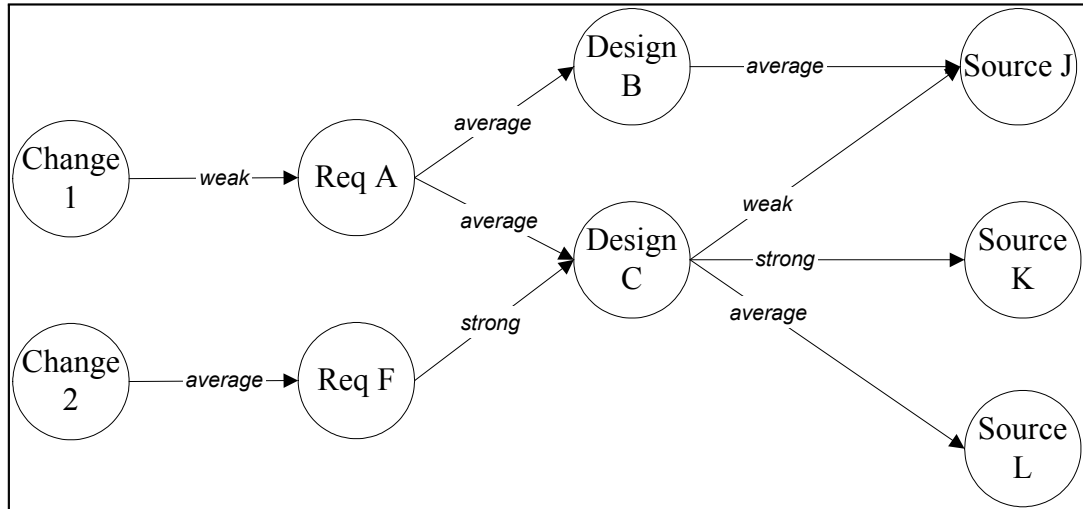 Change
1
weak
Req A
average
average
Design
B
average
Source J
Design
C
weak
strong
average
Source
K
Source
L
Change
2
average
Req F
strong